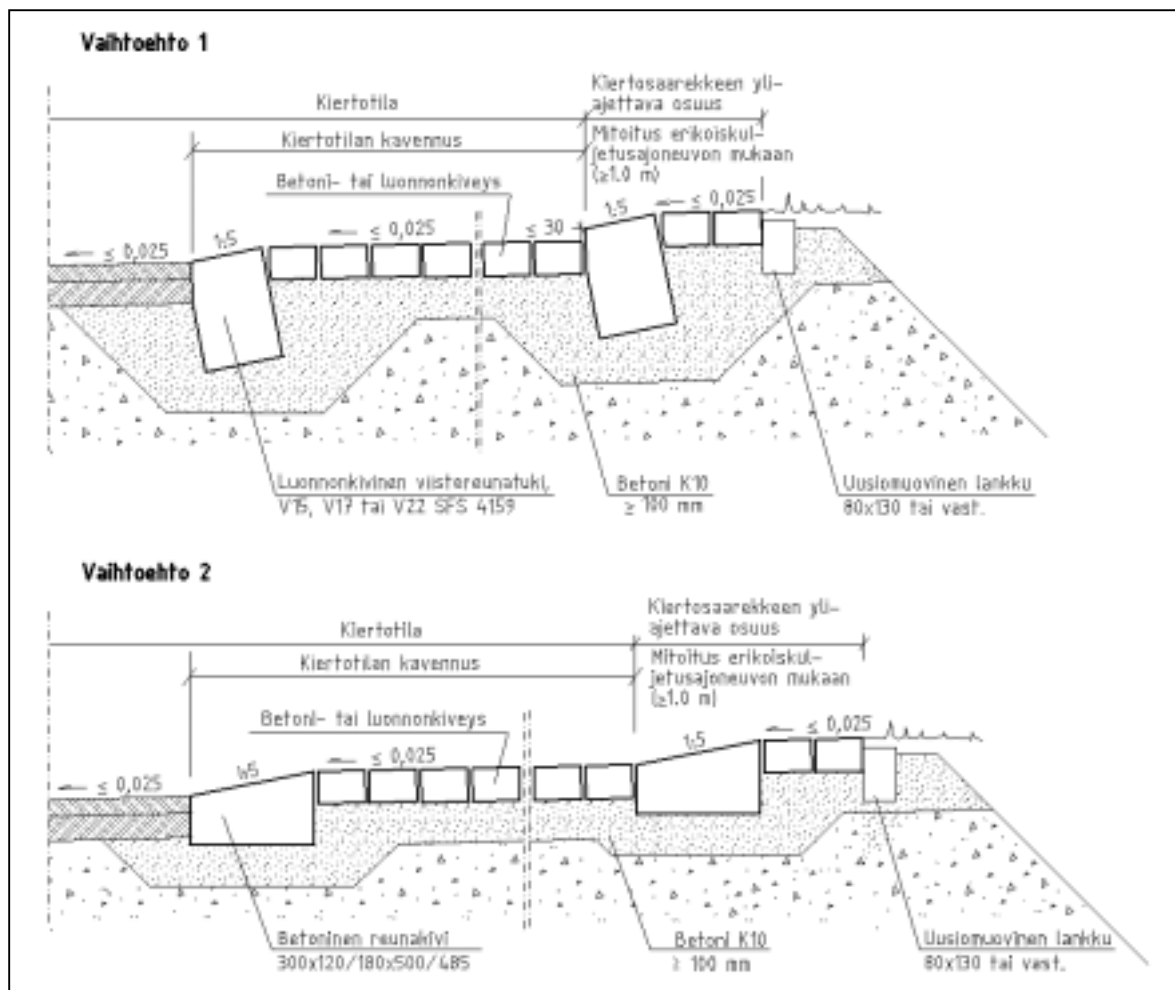 Vaihtoehto 1
Kiertosaarekkeen yli-
ajettava osuus
Kiertotila
Mitoitus erikoiskul-
jetusajoneuvon mukaan
(≥1.0 m)
Kiertotilan kavennus
Betoni- tai luonnonkiveys
≤ 0,025
1:5
≤ 0,025
≤ 30
1:5
≤ 0,025
Luonnonkivinen viistereunatuki,
V15, V17 tai V22 SFS 4159
Betoni K10
≥ 100 mm
Uusiomuovinen lankku
80x130 tai vast.
Vaihtoehto 2
Kiertosaarekkeen yli-
ajettava osuus
Kiertotila
Mitoitus erikoiskul-
jetusajoneuvon mukaan
(≥1.0 m)
Kiertotilan kavennus
Betoni- tai luonnonkiveys
≤ 0,025
1:5
≤ 0,025
1:5
≤ 0,025
Betoninen reunakivi
300x120/180x500/485
Betoni K10
≥ 100 mm
Uusiomuovinen lankku
80x130 tai vast.